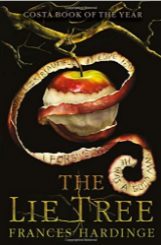 COSTA BOOK OF THE YEAR
THE
LIE TREE
FRANCES HARDINGE